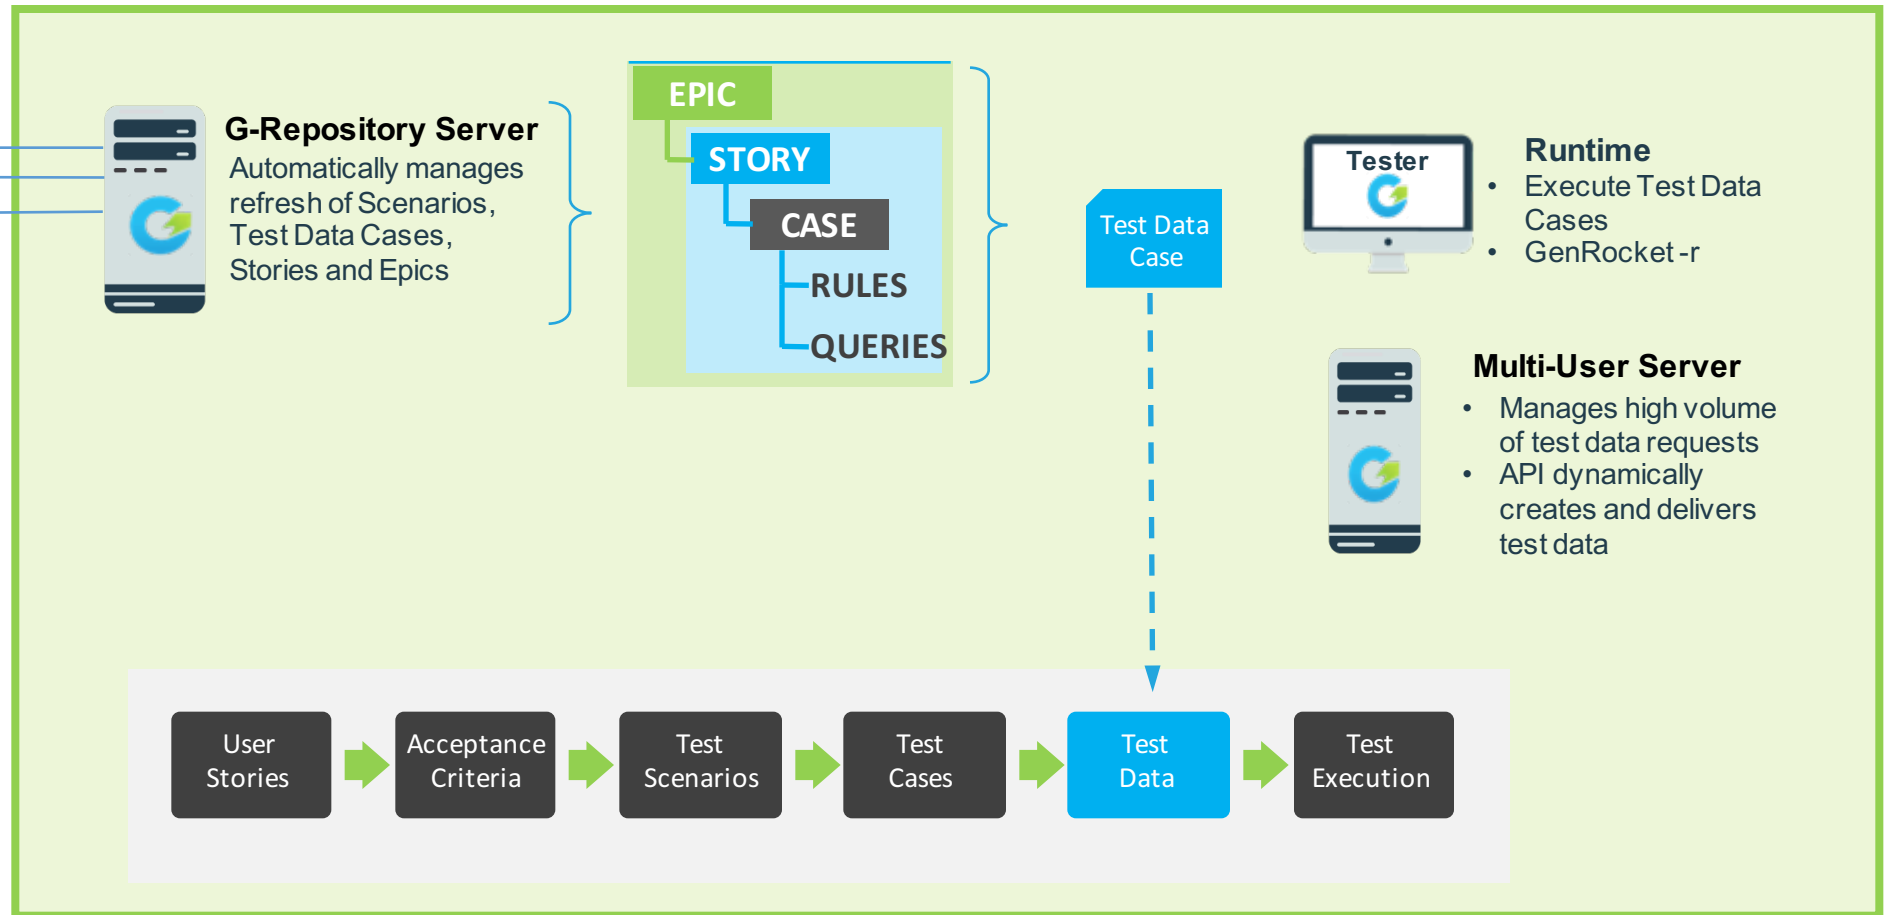 G-Repository Server
Automatically manages
refresh of Scenarios,
Test Data Cases,
Stories and Epics
EPIC
STORY
CASE
RULES
QUERIES
Test Data
Case
Tester
Runtime
• Execute Test Data
Cases
• GenRocket -r
Multi-User Server
• Manages high volume
of test data requests
• API dynamically
creates and delivers
test data
User
Stories
Acceptance
Criteria
Test
Scenarios
Test
Cases
Test
Data
Test
Execution